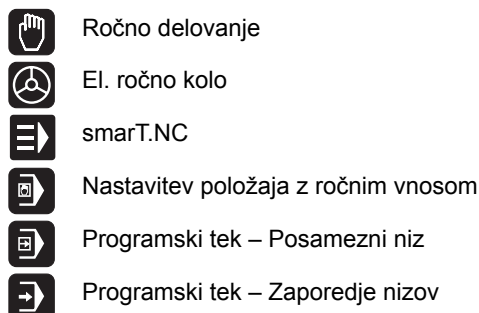 Ročno delovanje
El. ročno kolo
smarT.NC
Nastavitev položaja z ročnim vnosom
Programski tek – Posamezni niz
Programski tek – Zaporedje nizov